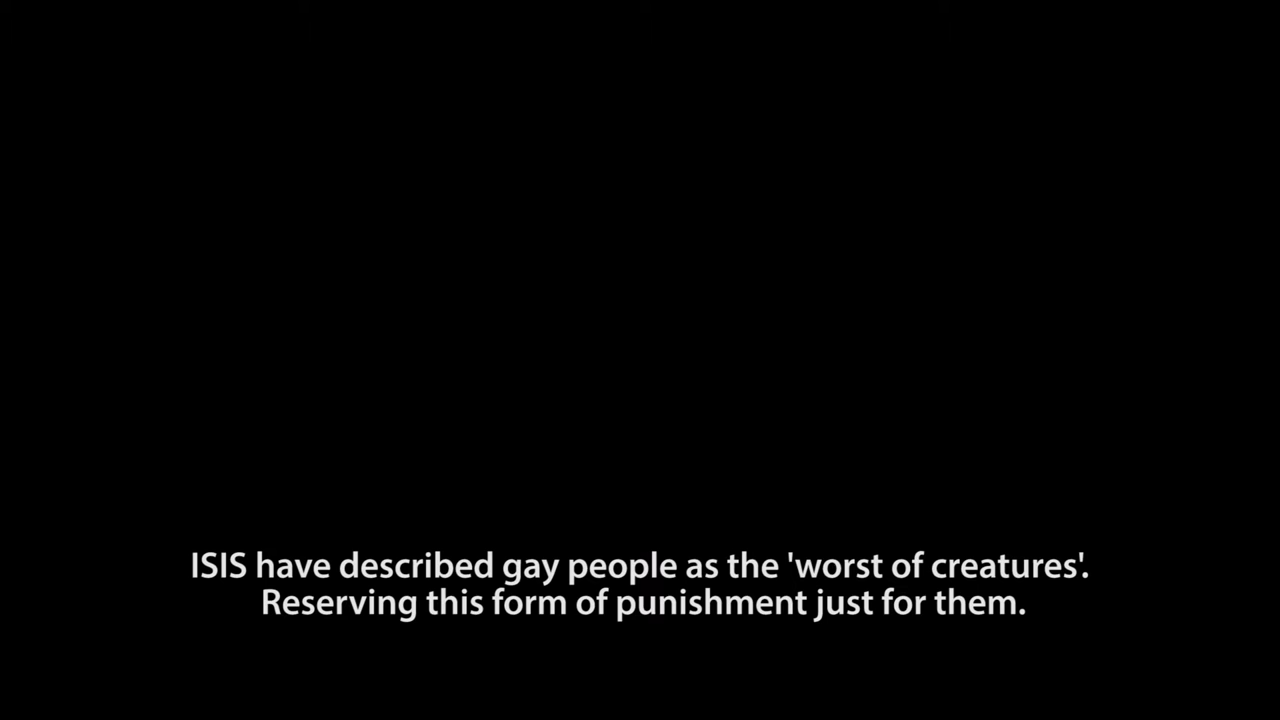 ISIS have described gay people as the 'worst of creatures'.
Reserving this form of punishment just for them.